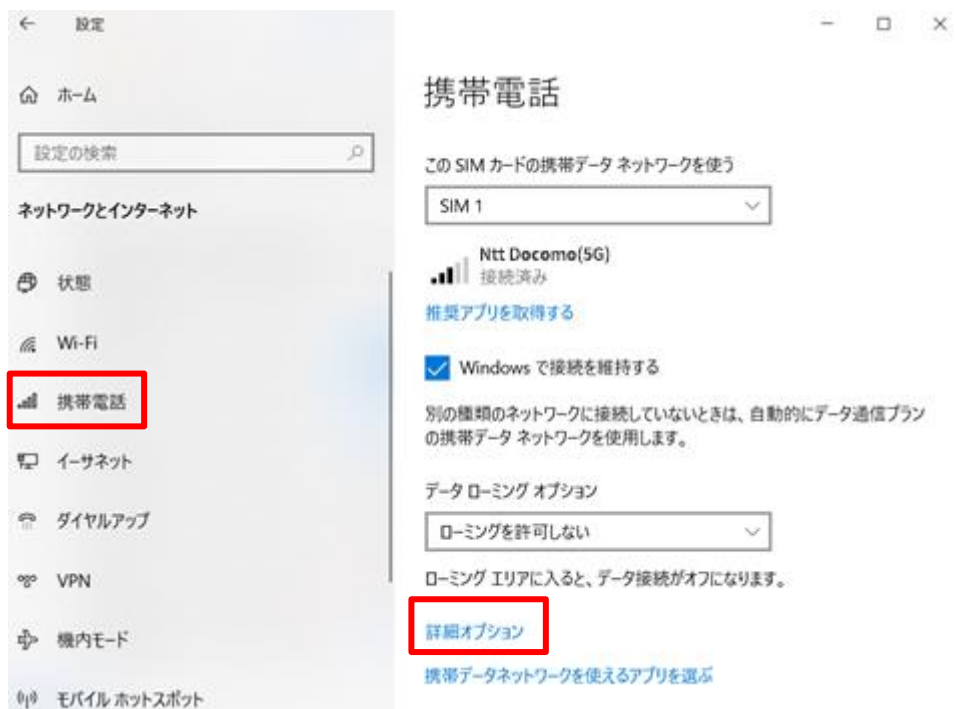 設定
ホーム
設定の検索
ネットワークとインターネット
状態
Wi-Fi
携帯電話
イーサネット
ダイヤルアップ
VPN
機内モード
モバイル ホットスポット
携帯電話
この SIM カードの携帯データ ネットワークを使う
SIM 1
Ntt Docomo(5G)
接続済み
推奨アプリを取得する
Windows で接続を維持する
別の種類のネットワークに接続していないときは、自動的にデータ通信プラン
の携帯データ ネットワークを使用します。
データ ローミング オプション
ローミングを許可しない
ローミング エリアに入ると、データ接続がオフになります。
詳細オプション
携帯データネットワークを使えるアプリを選ぶ